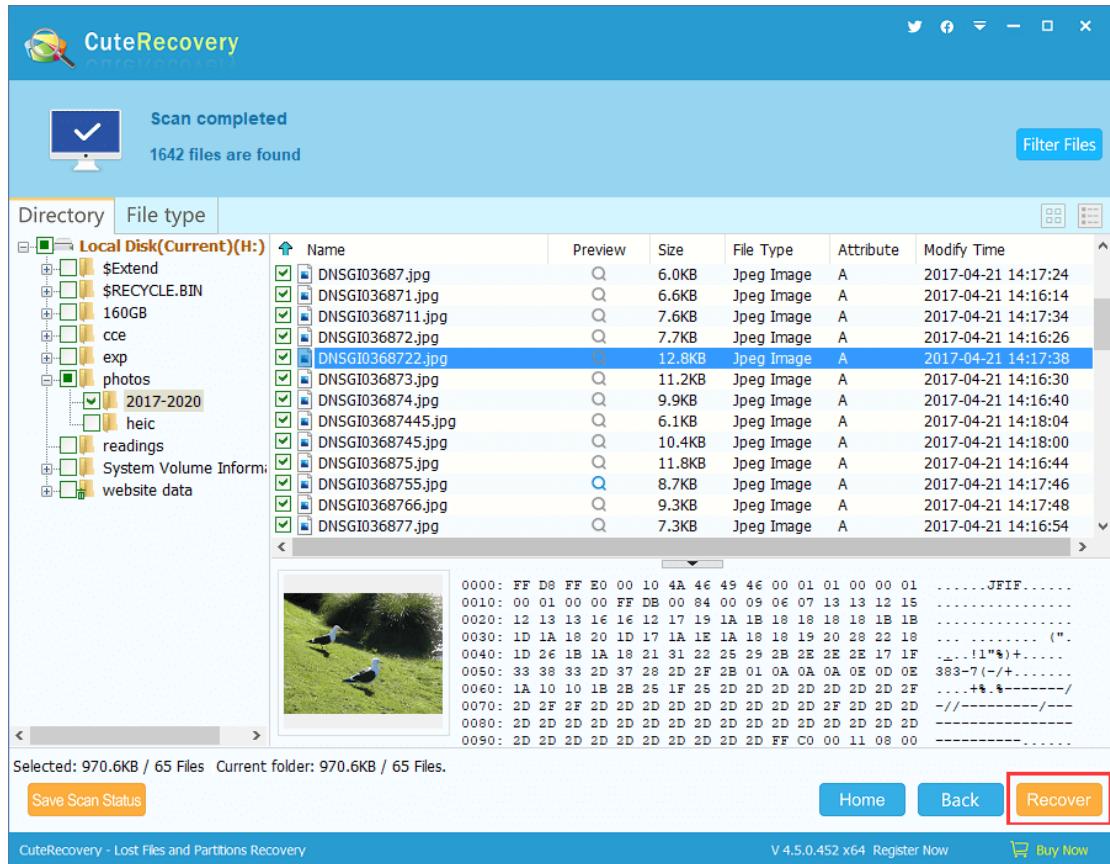 CuteRecovery
Scan completed
1642 files are found
Filter Files
Directory File type
Local Disk(Current)(H:)
$Extend
$RECYCLE.BIN
160GB
cce
exp
photos
2017-2020
heic
readings
System Volume Informa
website data
Name Preview Size File Type Attribute Modify Time
DNSGI03687.jpg 6.0KB Jpeg Image A 2017-04-21 14:17:24
DNSGI036871.jpg 6.6KB Jpeg Image A 2017-04-21 14:16:14
DNSGI0368711.jpg 7.6KB Jpeg Image A 2017-04-21 14:17:34
DNSGI036872.jpg 7.7KB Jpeg Image A 2017-04-21 14:16:26
DNSGI0368722.jpg 12.8KB Jpeg Image A 2017-04-21 14:17:38
DNSGI036873.jpg 11.2KB Jpeg Image A 2017-04-21 14:16:30
DNSGI036874.jpg 9.9KB Jpeg Image A 2017-04-21 14:16:40
DNSGI03687445.jpg 6.1KB Jpeg Image A 2017-04-21 14:18:04
DNSGI0368745.jpg 10.4KB Jpeg Image A 2017-04-21 14:18:00
DNSGI036875.jpg 11.8KB Jpeg Image A 2017-04-21 14:16:44
DNSGI0368755.jpg 8.7KB Jpeg Image A 2017-04-21 14:17:46
DNSGI0368766.jpg 9.3KB Jpeg Image A 2017-04-21 14:17:48
DNSGI036877.jpg 7.3KB Jpeg Image A 2017-04-21 14:16:54
0000: FF D8 FF E0 00 10 4A 46 49 46 00 01 01 00 00 01 ......JFIF......
0010: 00 01 00 00 FF DB 00 84 00 09 06 07 13 13 12 15 ................
0020: 12 13 13 16 16 12 17 19 1A 1B 18 18 18 18 1B 1B ................
0030: 1D 1A 18 20 1D 17 1A 1E 1A 18 18 19 20 28 22 18 ... ........ (".
0040: 1D 26 1B 1A 18 21 31 22 25 29 2B 2E 2E 2E 17 1F .&...!1"%)+.....
0050: 33 38 33 2D 37 28 2D 2F 2B 01 0A 0A 0A 0E 0D 0E 383-7(-/+.......
0060: 1A 10 10 1B 2B 25 1F 25 2D 2D 2D 2D 2D 2D 2D 2F ....+%.%-------/
0070: 2D 2F 2F 2D 2D 2D 2D 2D 2D 2D 2D 2D 2F 2D 2D 2D -//---------/---
0080: 2D 2D 2D 2D 2D 2D 2D 2D 2D 2D 2D 2D 2D 2D 2D 2D ----------------
0090: 2D 2D 2D 2D 2D 2D 2D 2D 2D 2D FF C0 00 11 08 00 ----------......
Selected: 970.6KB / 65 Files Current folder: 970.6KB / 65 Files.
Save Scan Status Home Back Recover
CuteRecovery - Lost Files and Partitions Recovery V 4.5.0.452 x64 Register Now Buy Now